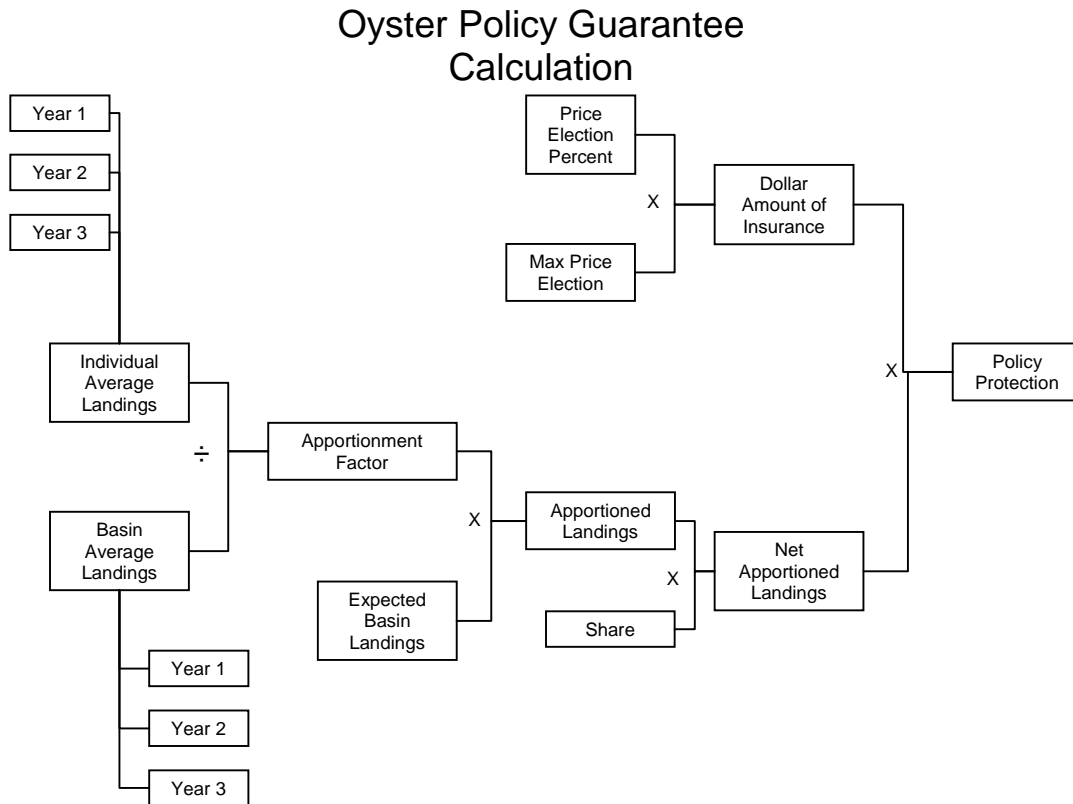 Oyster Policy Guarantee
Calculation
Year 1
Year 2
Year 3
Price
Election
Percent
X
Dollar
Amount of
Insurance
Max Price
Election
Individual
Average
Landings
X
Policy
Protection
÷
Apportionment
Factor
Basin
Average
Landings
X
Apportioned
Landings
Net
Apportioned
Landings
X
Expected
Basin
Landings
Share
Year 1
Year 2
Year 3